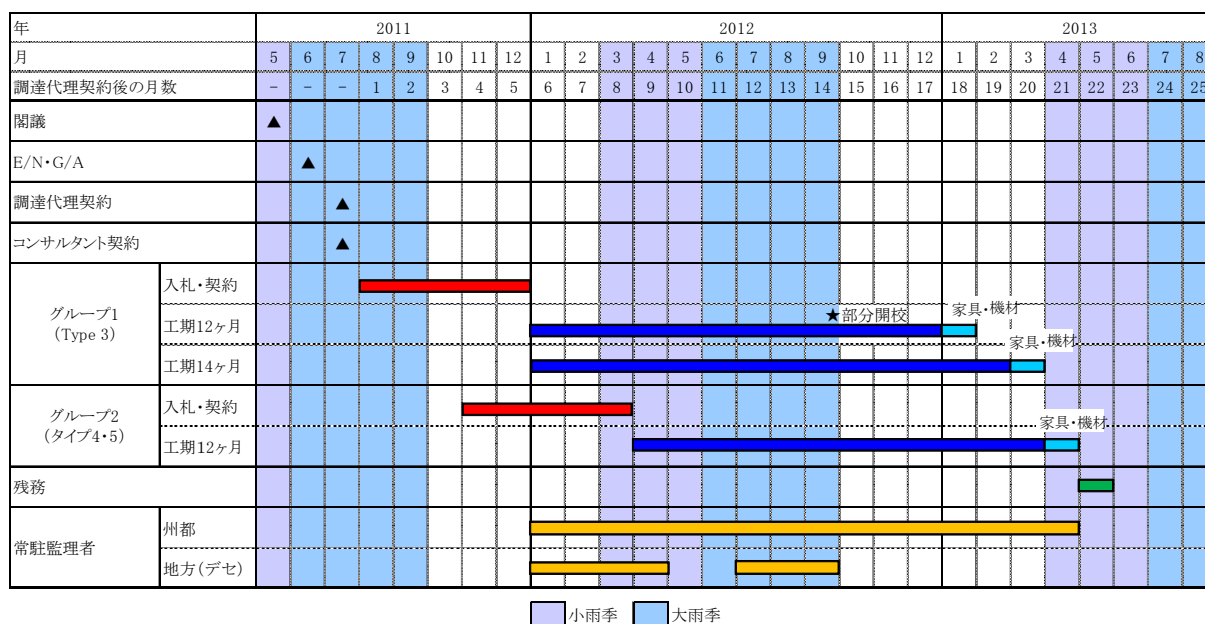 年 2011 2012 2013
月 5 6 7 8 9 10 11 12 1 2 3 4 5 6 7 8 9 10 11 12 1 2 3 4 5 6 7 8
調達代理契約後の月数 － － － 1 2 3 4 5 6 7 8 9 10 11 12 13 14 15 16 17 18 19 20 21 22 23 24 25
閣議 ▲
E/N・G/A ▲
調達代理契約 ▲
コンサルタント契約 ▲
グループ1
(Type 3)
入札・契約
工期12ヶ月 ★部分開校 家具・機材
工期14ヶ月 家具・機材
グループ2
(タイプ4・5)
入札・契約
工期12ヶ月 家具・機材
残務
常駐監理者
州都
地方(デセ)
小雨季 大雨季